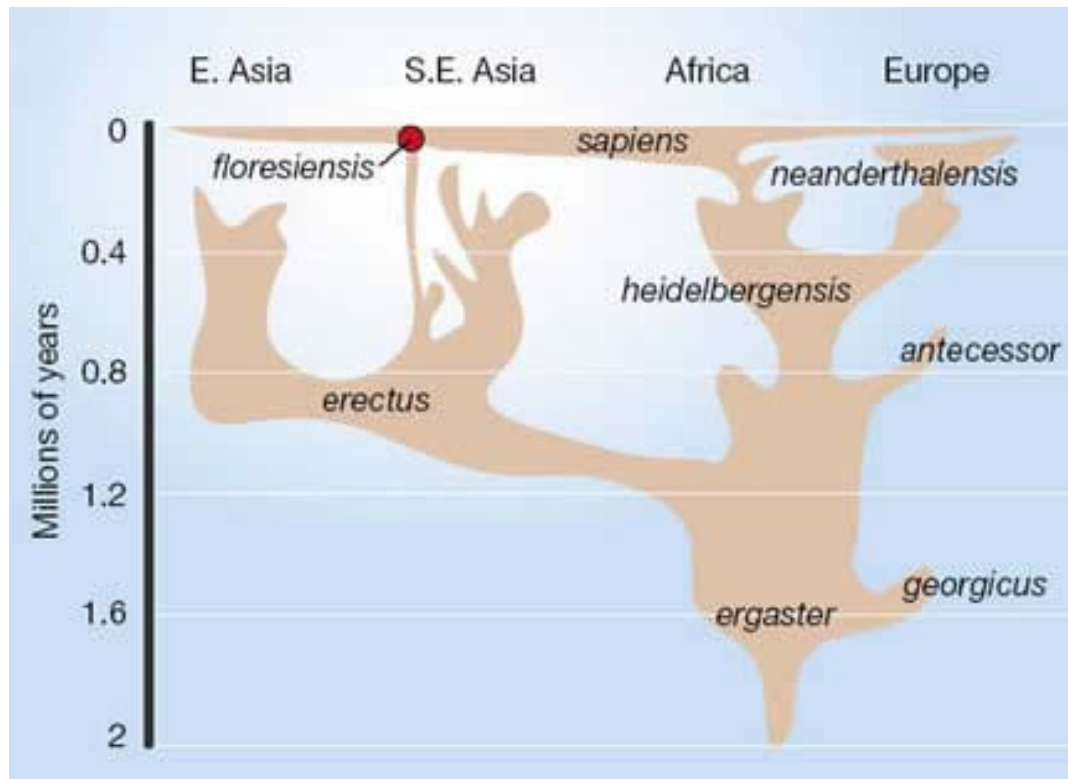 E. Asia S.E. Asia Africa Europe
0
sapiens
floresiensis
neanderthalensis
0.4
heidelbergensis
antecessor
0.8
erectus
Millions of years
1.2
georgicus
1.6
ergaster
2